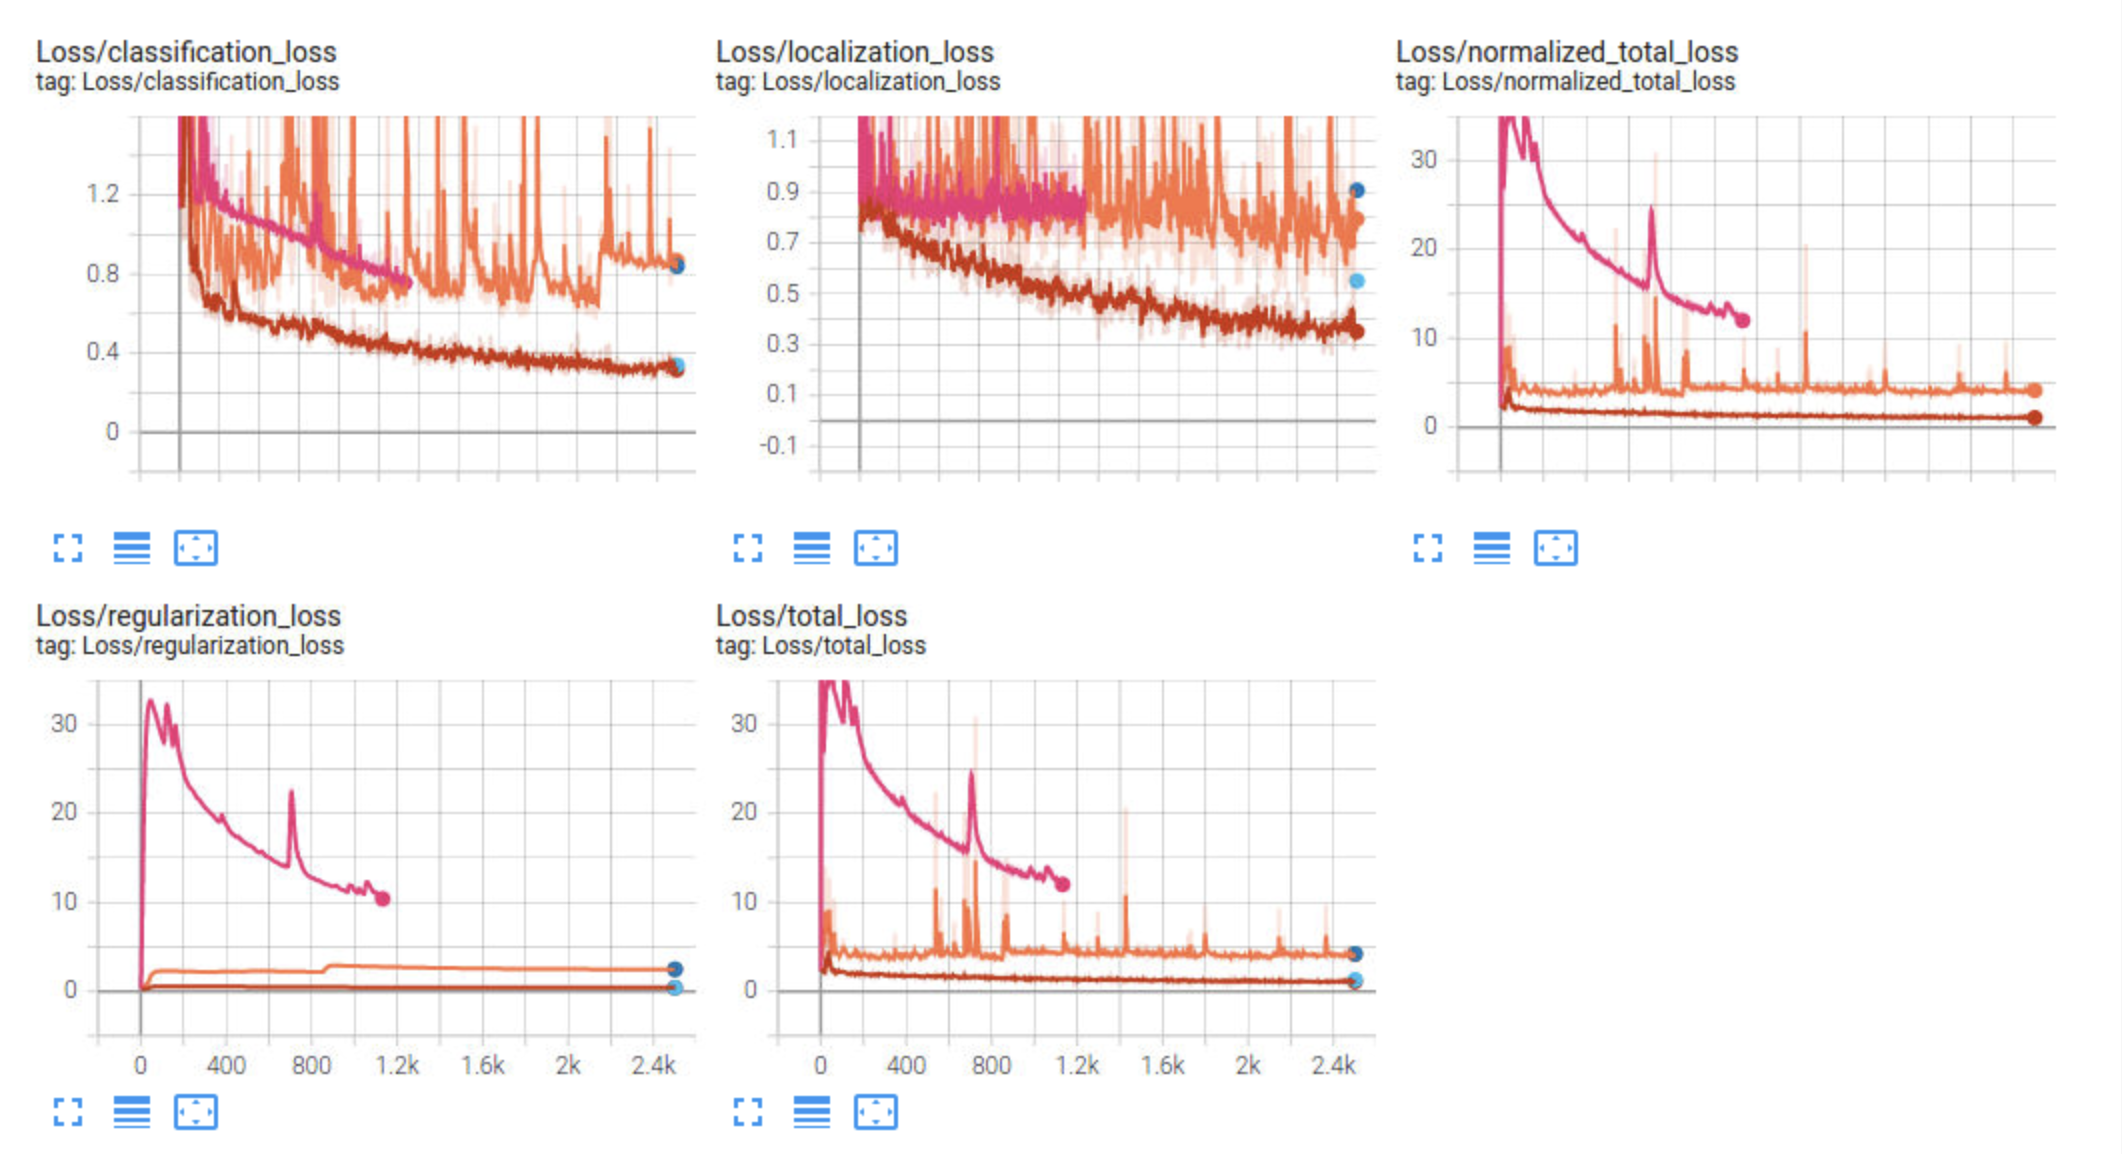 Loss/classification_loss
tag: Loss/classification_loss
1.2
0.8
0.4
0
Loss/localization_loss
tag: Loss/localization_loss
1.1
0.9
0.7
0.5
0.3
0.1
-0.1
Loss/normalized_total_loss
tag: Loss/normalized_total_loss
30
20
10
0
Loss/regularization_loss
tag: Loss/regularization_loss
30
20
10
0
0 400 800 1.2k 1.6k 2k 2.4k
Loss/total_loss
tag: Loss/total_loss
30
20
10
0
0 400 800 1.2k 1.6k 2k 2.4k